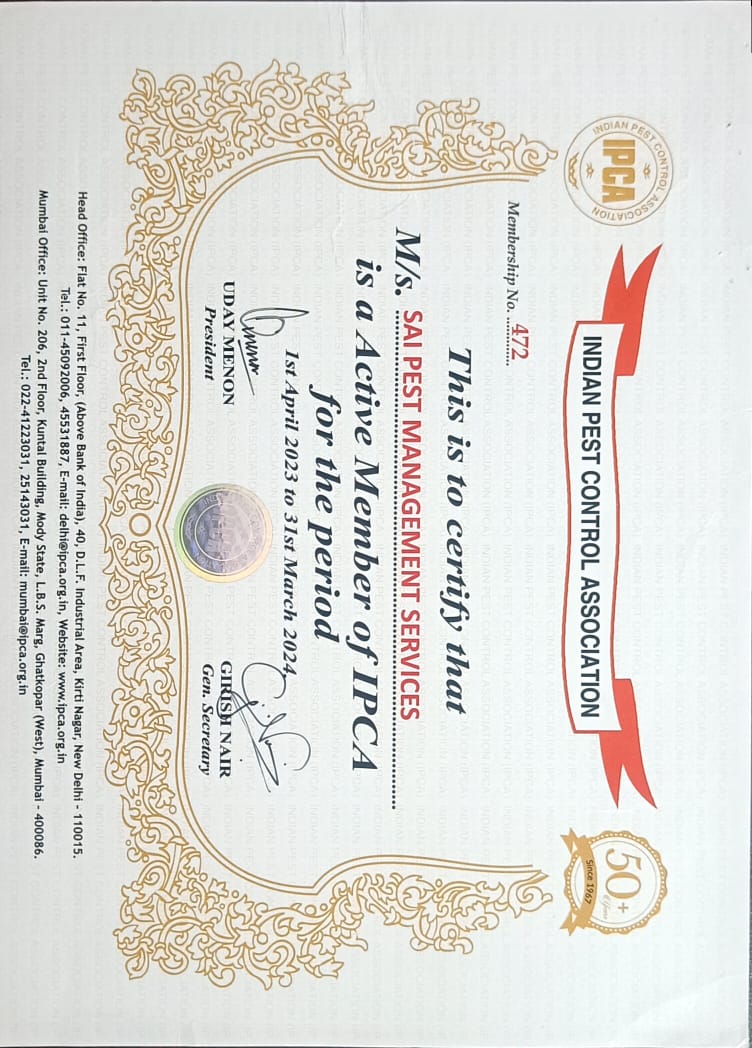 INDIAN PEST CONTROL ASSOCIATION
IPCA
INDIAN PEST CONTROL ASSOCIATION
50+
Years
Since 1967
Membership No. 472
This is to certify that
M/s. SAI PEST MANAGEMENT SERVICES
is a Active Member of IPCA
for the period
1st April 2023 to 31st March 2024.
UDAY MENON
President
GIRISH NAIR
Gen. Secretary
Head Office: Flat No. 11, First Floor, (Above Bank of India), 40, D.L.F. Industrial Area, Kirti Nagar, New Delhi - 110015.
Tel.: 011-45092006, 45531887, E-mail: delhi@ipca.org.in, Website: www.ipca.org.in
Mumbai Office: Unit No. 206, 2nd Floor, Kuntal Building, Mody State, L.B.S. Marg, Ghatkopar (West), Mumbai - 400086.
Tel.: 022-41223031, 25143031, E-mail: mumbai@ipca.org.in